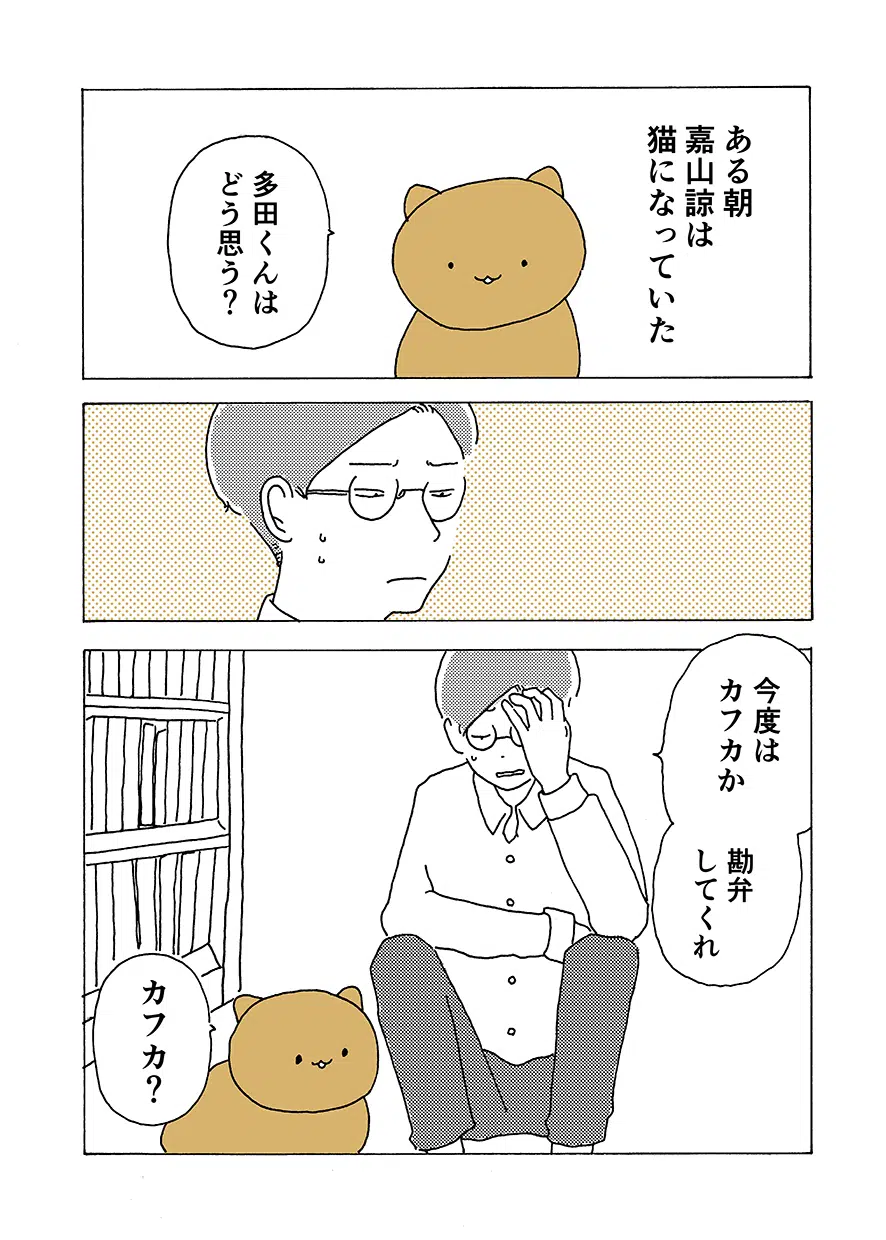 ある朝
嘉山諒は
猫になっていた
多田くんは
どう思う？
今度は
カフカか
勘弁
してくれ
カフカ？